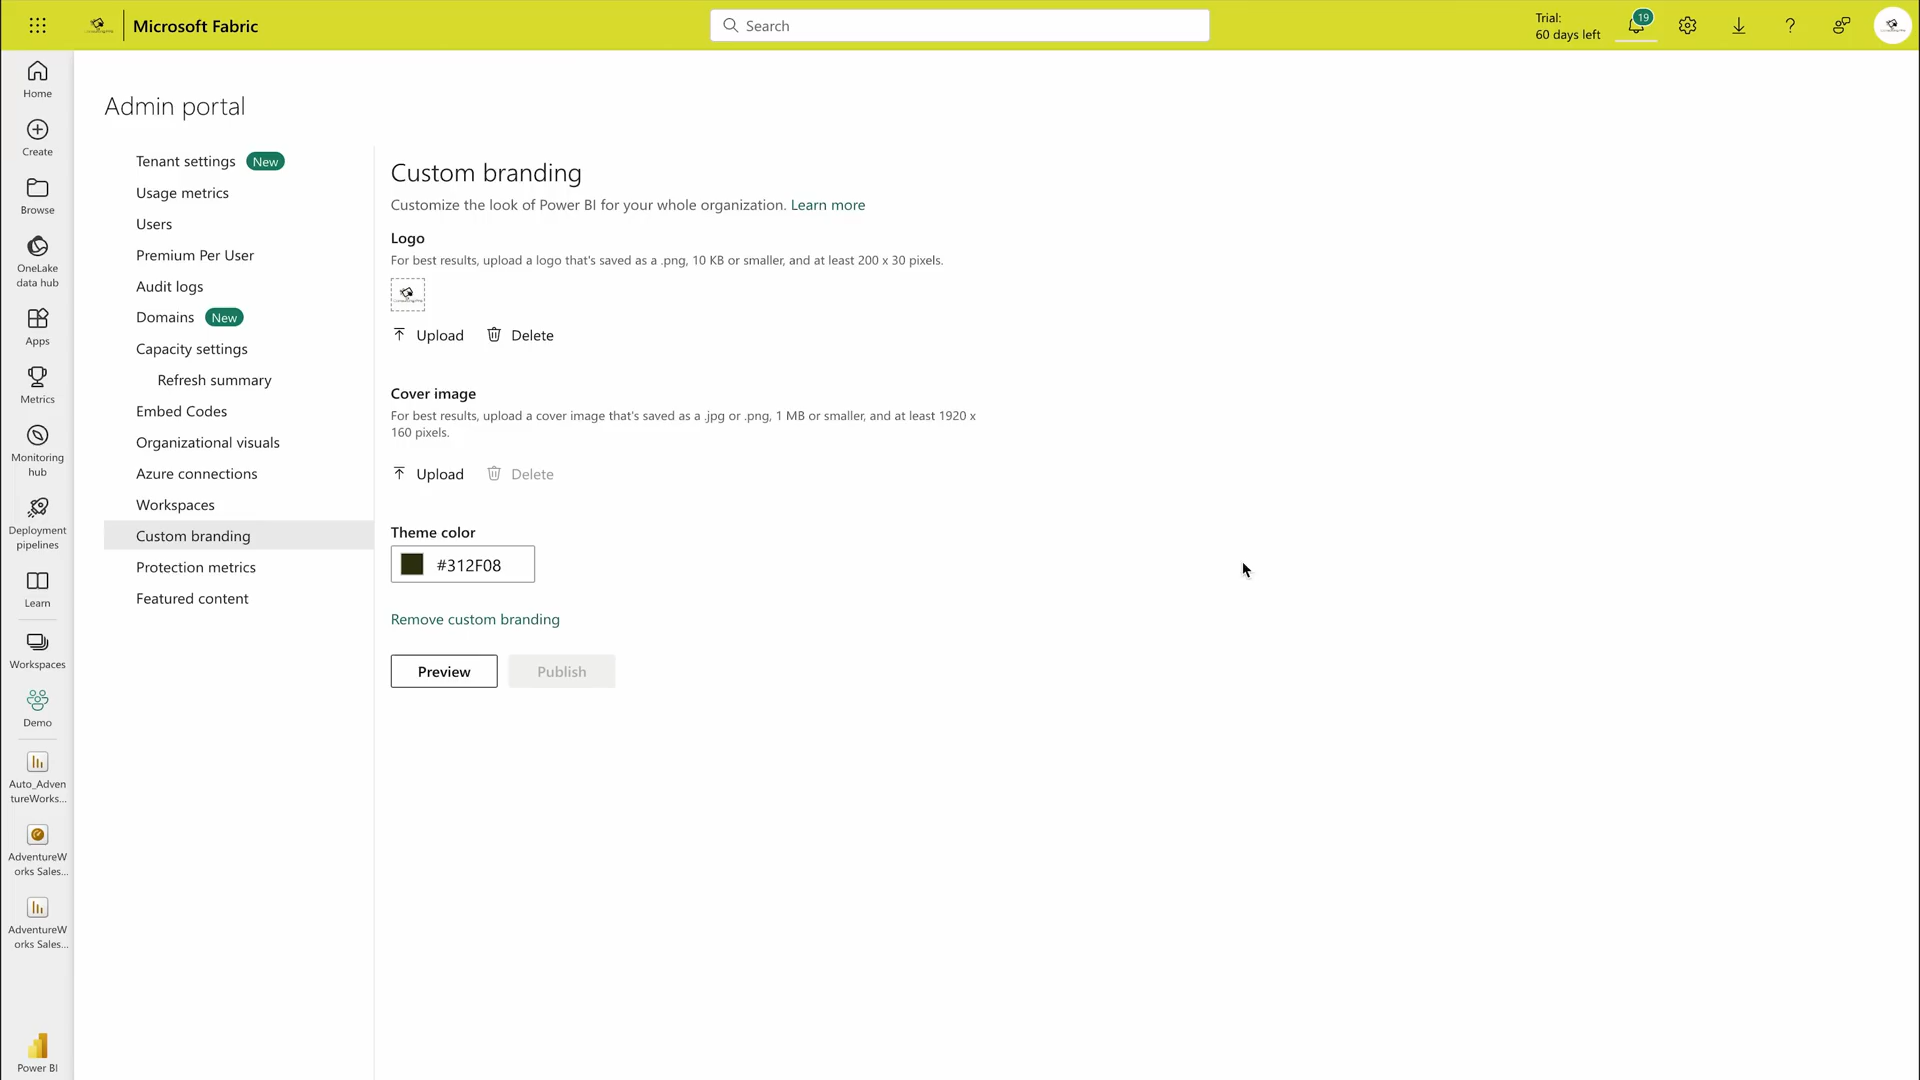 Microsoft Fabric
Search
Trial:
60 days left
19
Home
Create
Browse
OneLake
data hub
Apps
Metrics
Monitoring
hub
Deployment
pipelines
Learn
Workspaces
Demo
Auto_Adven
tureWorks...
AdventureW
orks Sales...
AdventureW
orks Sales...
Power BI
Admin portal
Tenant settings New
Usage metrics
Users
Premium Per User
Audit logs
Domains New
Capacity settings
Refresh summary
Embed Codes
Organizational visuals
Azure connections
Workspaces
Custom branding
Protection metrics
Featured content
Custom branding
Customize the look of Power BI for your whole organization. Learn more
Logo
For best results, upload a logo that's saved as a .png, 10 KB or smaller, and at least 200 x 30 pixels.
Upload Delete
Cover image
For best results, upload a cover image that's saved as a .jpg or .png, 1 MB or smaller, and at least 1920 x
160 pixels.
Upload Delete
Theme color
#312F08
Remove custom branding
Preview Publish